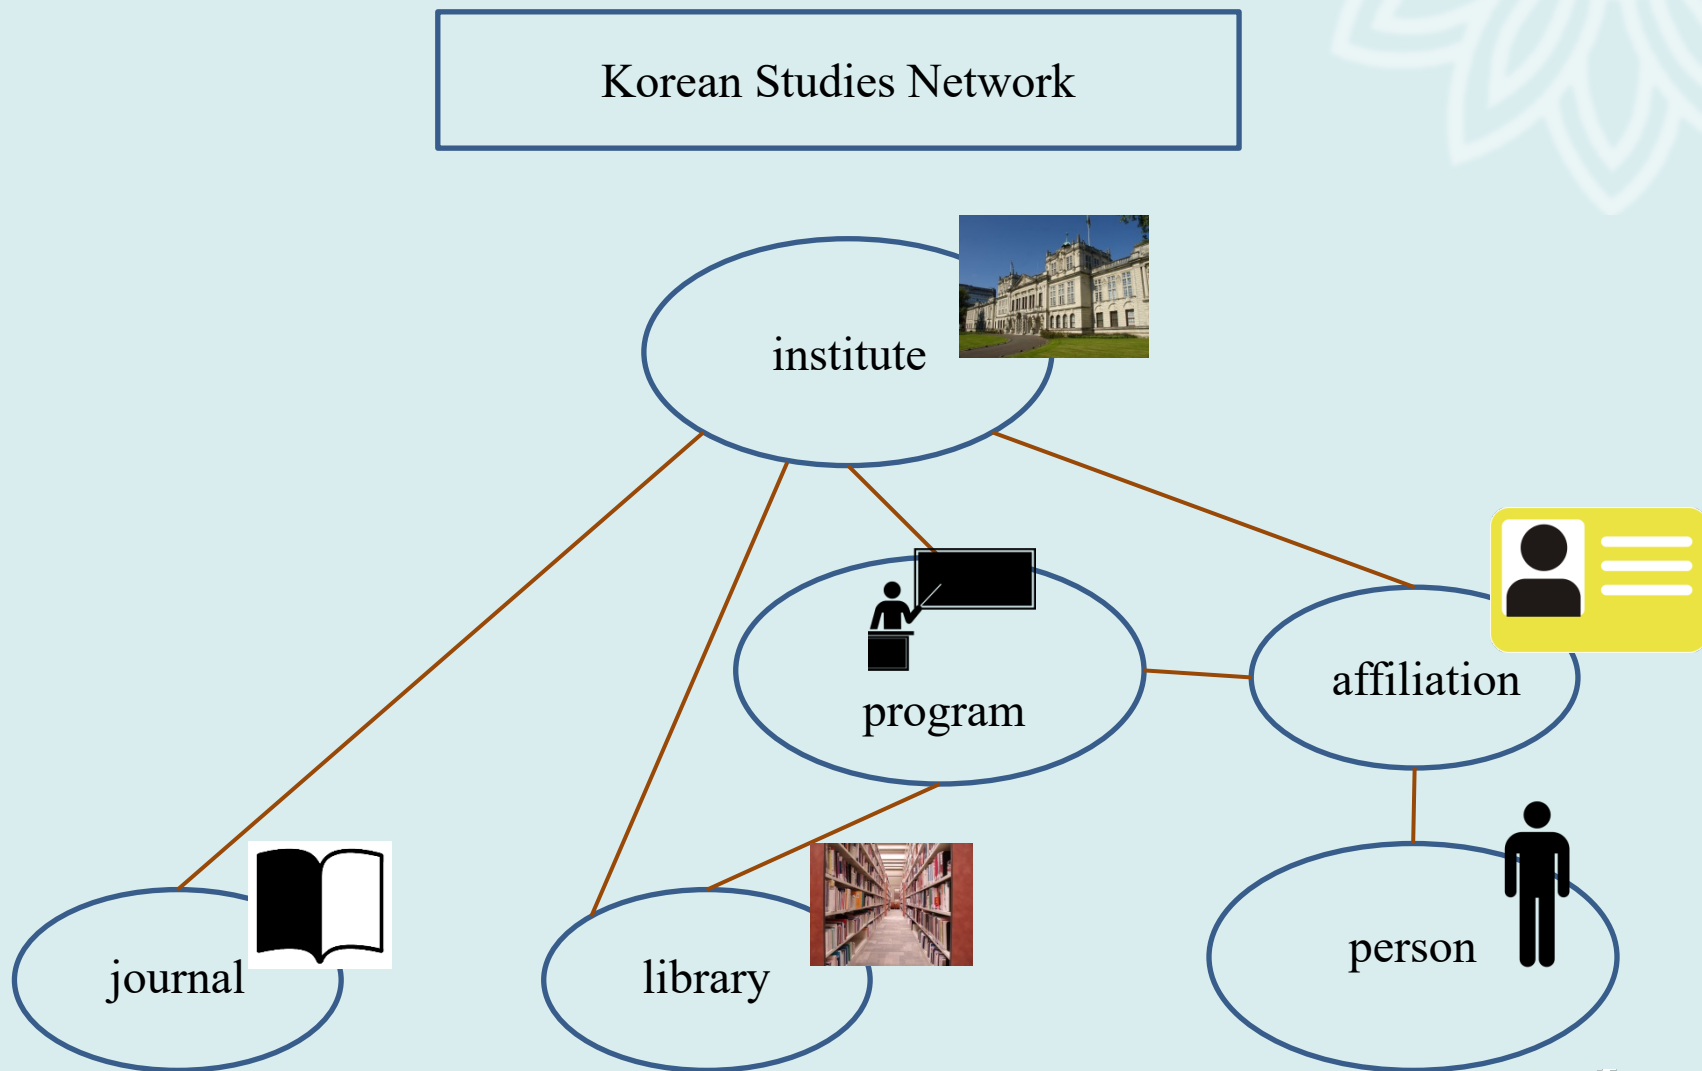 Korean Studies Network
institute
program
affiliation
journal
library
person